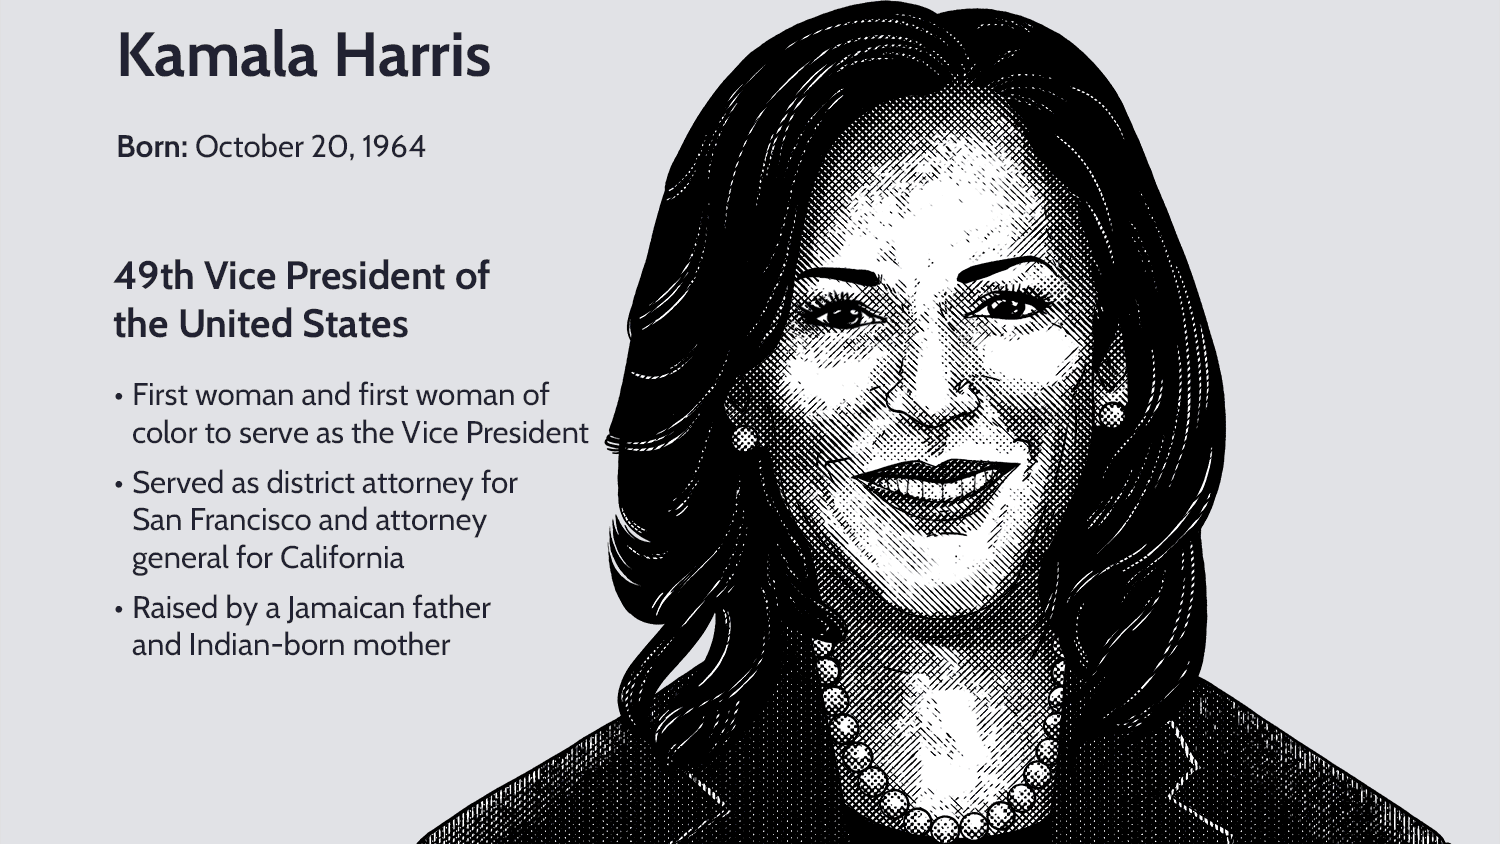 Kamala Harris
Born: October 20, 1964
49th Vice President of
the United States
• First woman and first woman of
color to serve as the Vice President
• Served as district attorney for
San Francisco and attorney
general for California
• Raised by a Jamaican father
and Indian-born mother